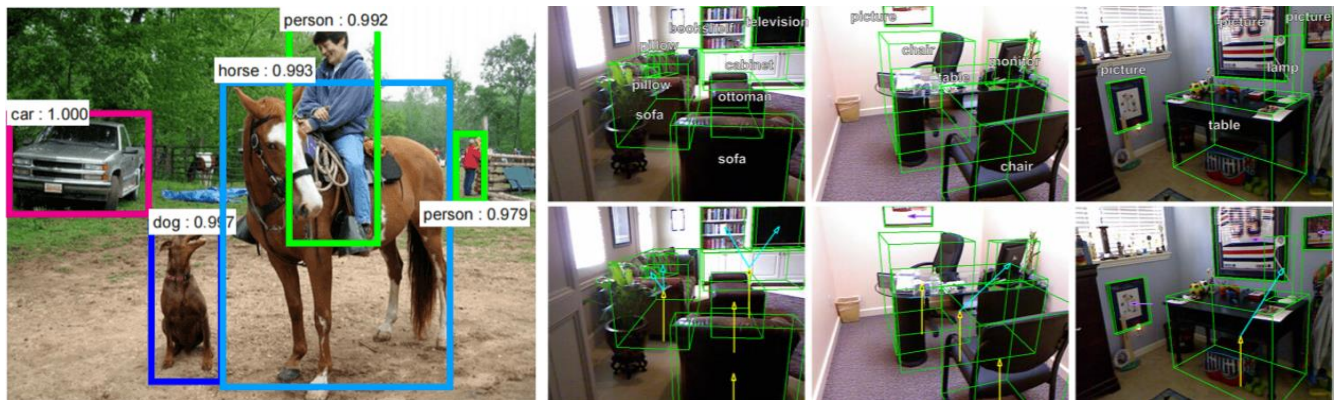 person : 0.992
horse : 0.993
car : 1.000
dog : 0.997
person : 0.979
bookshelf
television
pillow
cabinet
pillow
ottoman
sofa
sofa
picture
chair
monitor
table
chair
picture
picture
picture
lamp
table